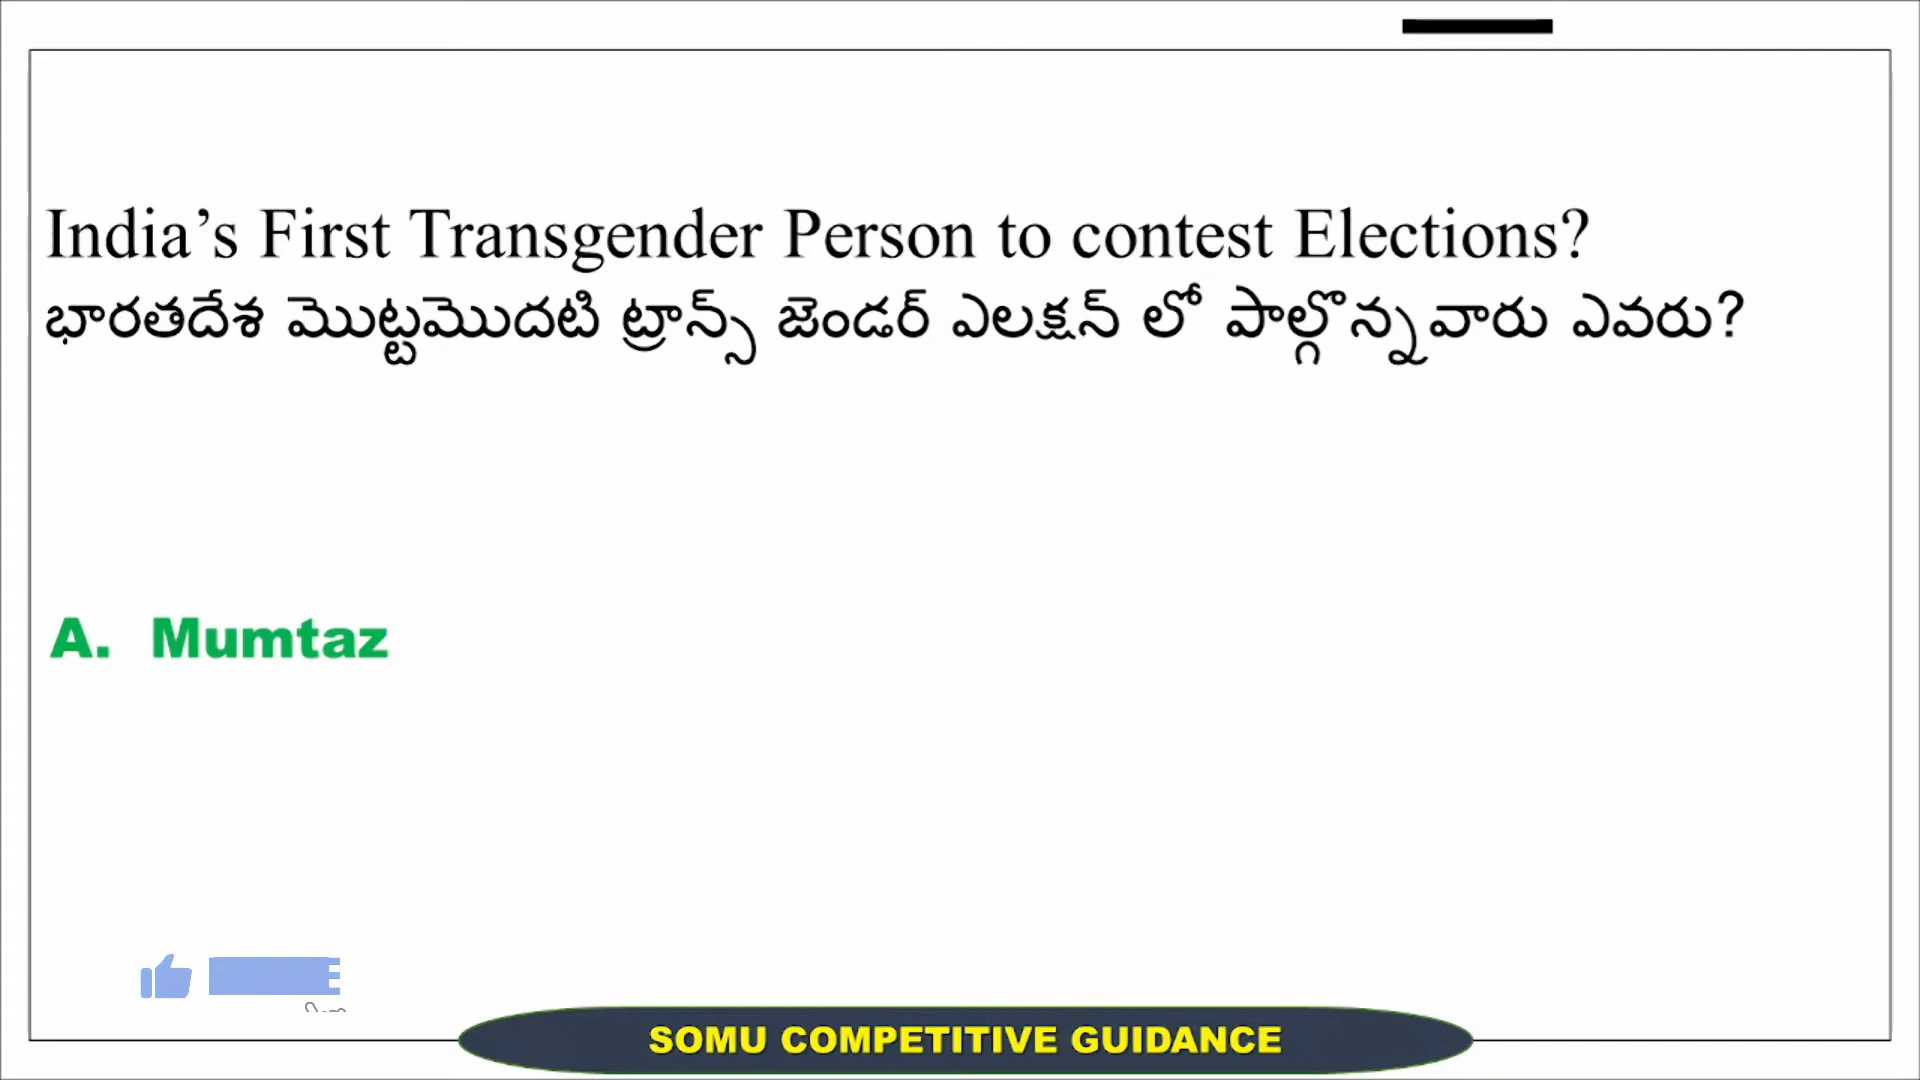 India’s First Transgender Person to contest Elections?
భారతదేశ మొట్టమొదటి ట్రాన్స్ జెండర్ ఎలక్షన్ లో పాల్గొన్నవారు ఎవరు?
A. Mumtaz
SOMU COMPETITIVE GUIDANCE